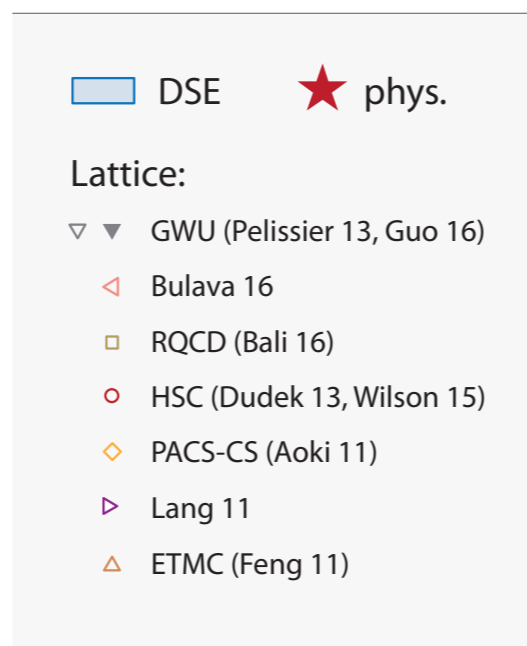 DSE phys.
Lattice:
GWU (Pelissier 13, Guo 16)
Bulava 16
RQCD (Bali 16)
HSC (Dudek 13, Wilson 15)
PACS-CS (Aoki 11)
Lang 11
ETMC (Feng 11)